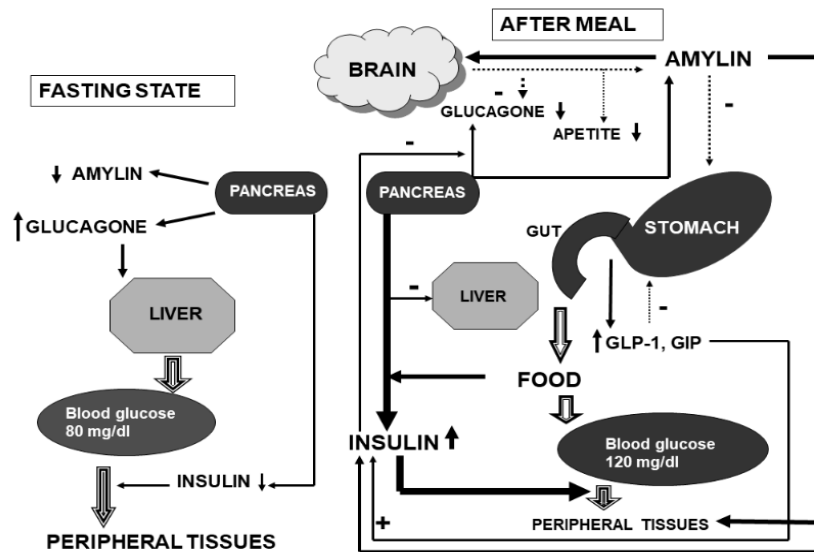 FASTING STATE
AMYLIN
PANCREAS
GLUCAGONE
LIVER
Blood glucose
80 mg/dl
INSULIN
PERIPHERAL TISSUES
AFTER MEAL
BRAIN
AMYLIN
-
GLUCAGONE
-
APETITE
-
PANCREAS
STOMACH
GUT
-
LIVER
-
GLP-1, GIP
FOOD
INSULIN
Blood glucose
120 mg/dl
+
PERIPHERAL TISSUES